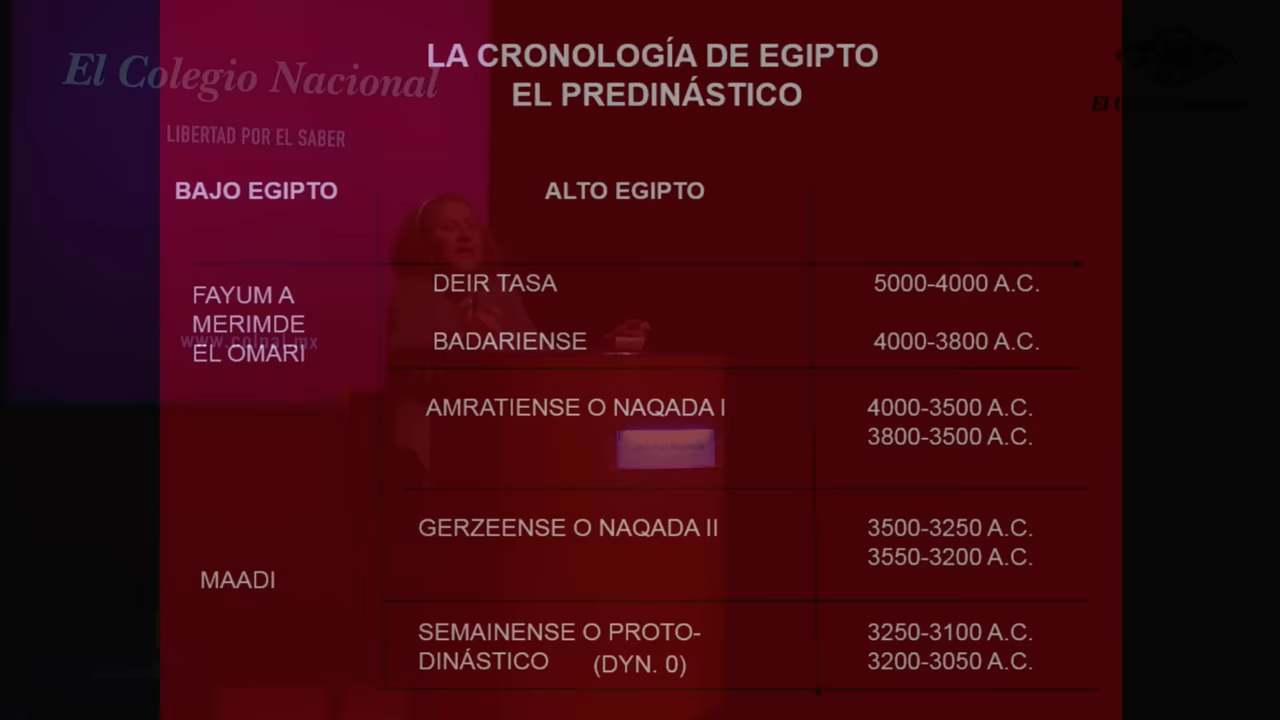 El Colegio Nacional
LIBERTAD POR EL SABER
LA CRONOLOGÍA DE EGIPTO
EL PREDINÁSTICO
BAJO EGIPTO
ALTO EGIPTO
FAYUM A
MERIMDE
www.colnal.mx
EL OMARI
DEIR TASA
5000-4000 A.C.
BADARIENSE
4000-3800 A.C.
AMRATIENSE O NAQADA I
4000-3500 A.C.
3800-3500 A.C.
GERZEENSE O NAQADA II
3500-3250 A.C.
3550-3200 A.C.
MAADI
SEMAINENSE O PROTO-
DINÁSTICO (DYN. 0)
3250-3100 A.C.
3200-3050 A.C.